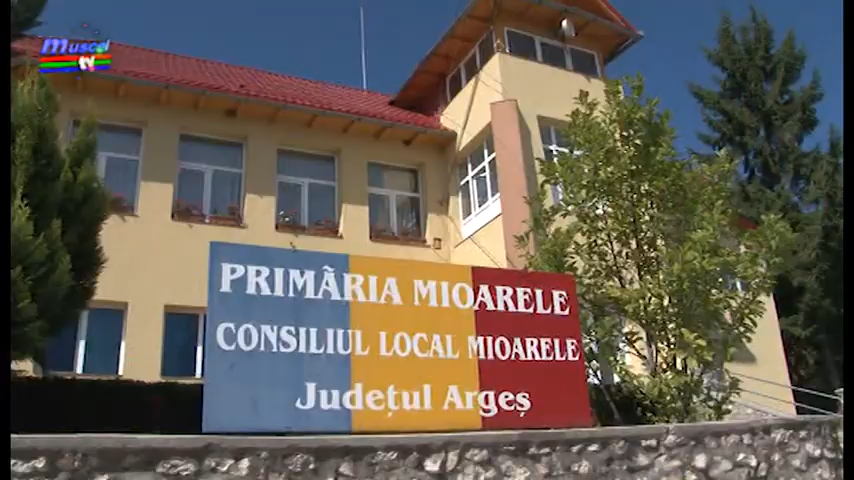 Muscel
tv
PRIMĂRIA MIOARELE
CONSILIUL LOCAL MIOARELE
Județul Argeș